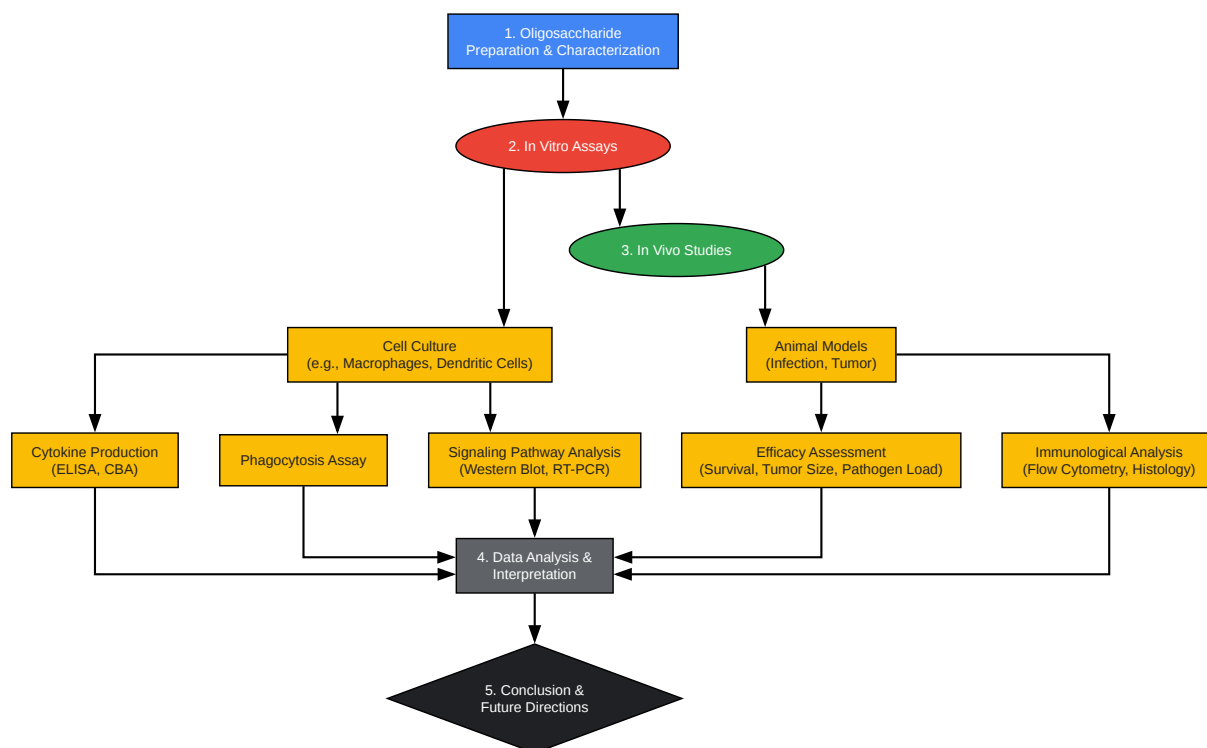 1. Oligosaccharide
Preparation & Characterization
2. In Vitro Assays
3. In Vivo Studies
Cell Culture
(e.g., Macrophages, Dendritic Cells)
Animal Models
(Infection, Tumor)
Cytokine Production
(ELISA, CBA)
Phagocytosis Assay
Signaling Pathway Analysis
(Western Blot, RT-PCR)
Efficacy Assessment
(Survival, Tumor Size, Pathogen Load)
Immunological Analysis
(Flow Cytometry, Histology)
4. Data Analysis &
Interpretation
5. Conclusion &
Future Directions